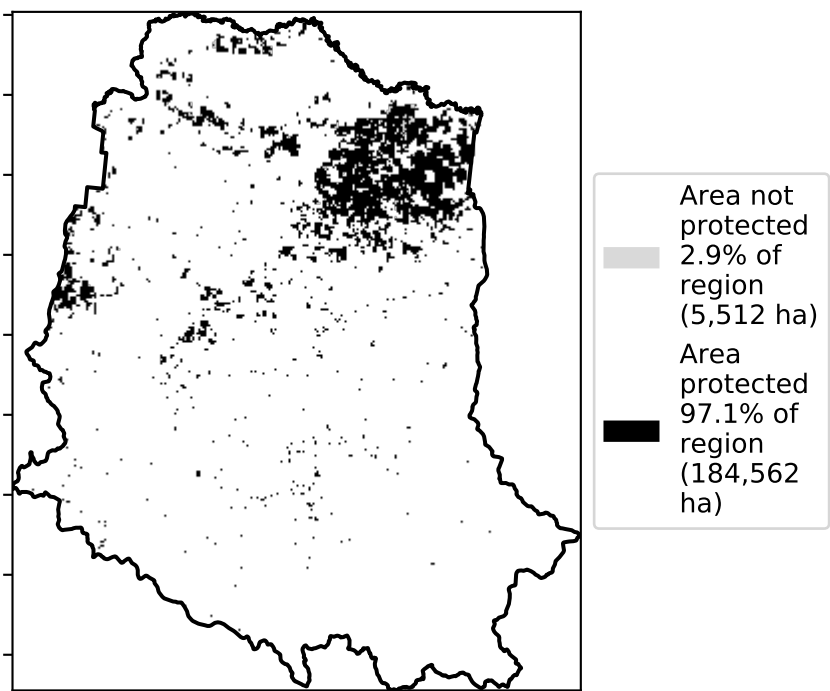 Area not
protected
2.9% of
region
(5,512 ha)
Area
protected
97.1% of
region
(184,562
ha)